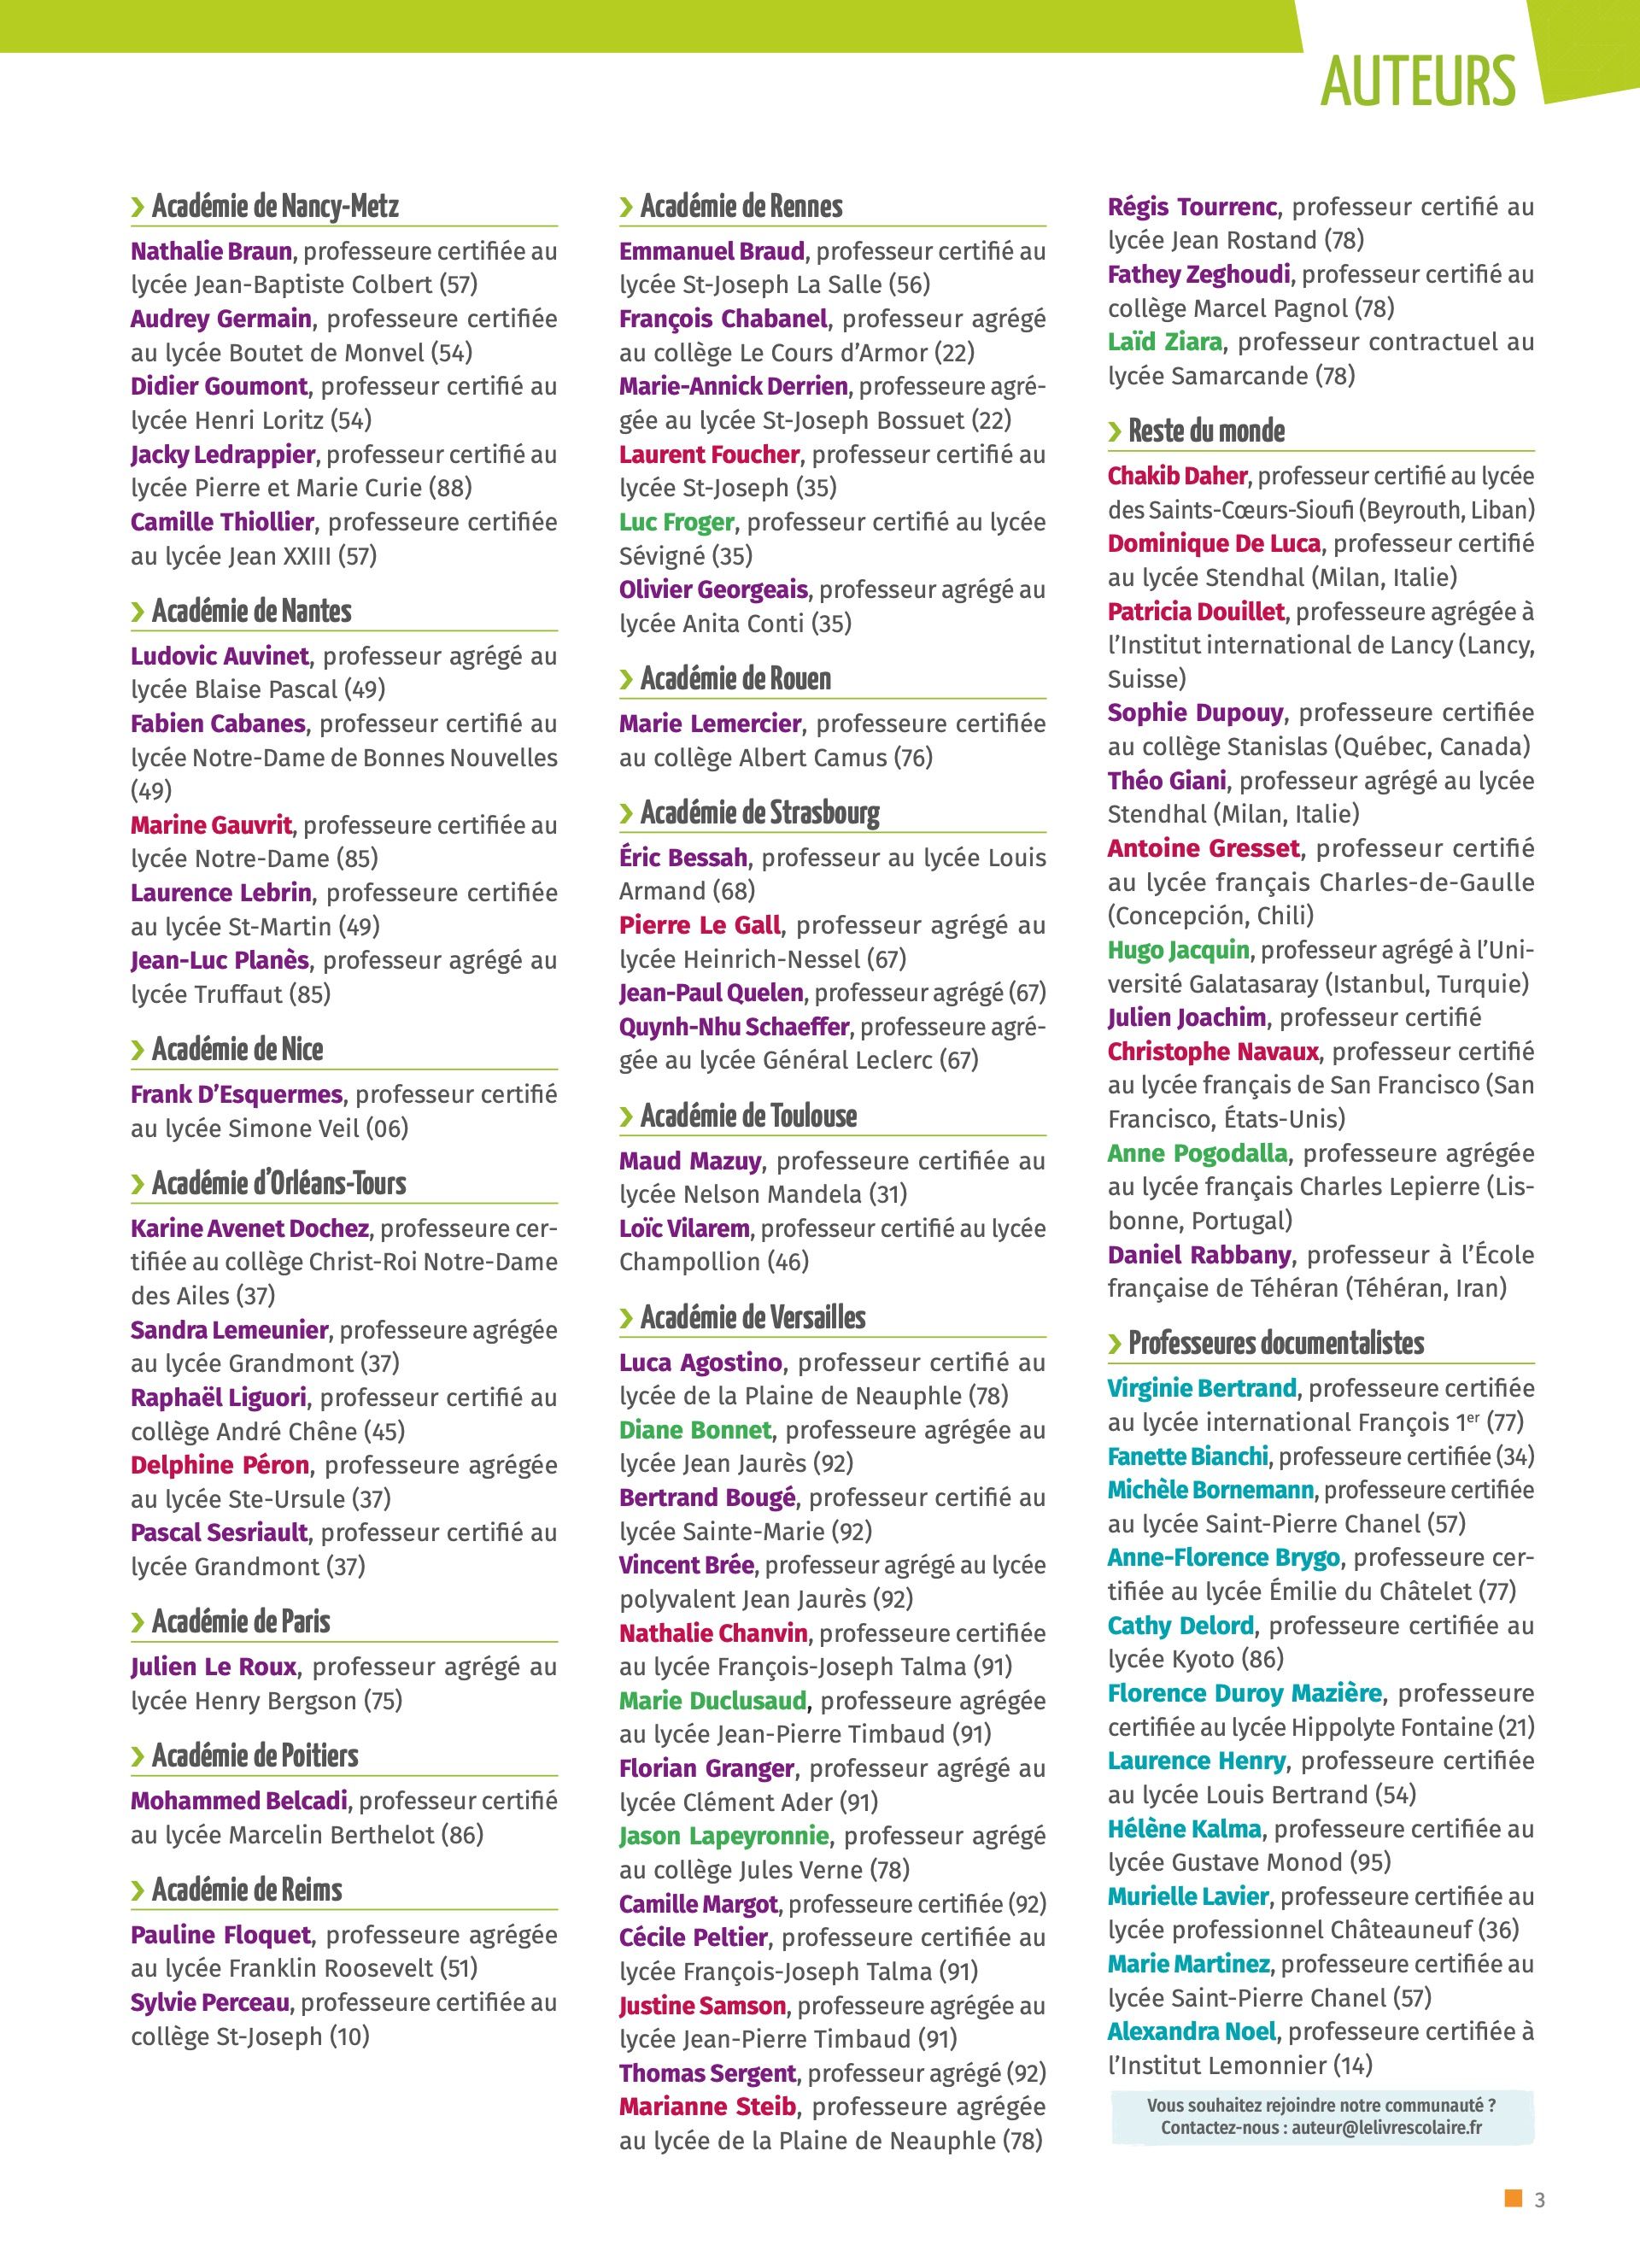 AUTEURS
› Académie de Nancy-Metz
Nathalie Braun, professeure certifiée au
lycée Jean-Baptiste Colbert (57)
Audrey Germain, professeure certifiée
au lycée Boutet de Monvel (54)
Didier Goumont, professeur certifié au
lycée Henri Loritz (54)
Jacky Ledrappier, professeur certifié au
lycée Pierre et Marie Curie (88)
Camille Thiollier, professeure certifiée
au lycée Jean XXIII (57)
› Académie de Nantes
Ludovic Auvinet, professeur agrégé au
lycée Blaise Pascal (49)
Fabien Cabanes, professeur certifié au
lycée Notre-Dame de Bonnes Nouvelles
(49)
Marine Gauvrit, professeure certifiée au
lycée Notre-Dame (85)
Laurence Lebrin, professeure certifiée
au lycée St-Martin (49)
Jean-Luc Planès, professeur agrégé au
lycée Truffaut (85)
› Académie de Nice
Frank D’Esquermes, professeur certifié
au lycée Simone Veil (06)
› Académie d’Orléans-Tours
Karine Avenet Dochez, professeure cer-
tifiée au collège Christ-Roi Notre-Dame
des Ailes (37)
Sandra Lemeunier, professeure agrégée
au lycée Grandmont (37)
Raphaël Liguori, professeur certifié au
collège André Chêne (45)
Delphine Péron, professeure agrégée
au lycée Ste-Ursule (37)
Pascal Sesriault, professeur certifié au
lycée Grandmont (37)
› Académie de Paris
Julien Le Roux, professeur agrégé au
lycée Henry Bergson (75)
› Académie de Poitiers
Mohammed Belcadi, professeur certifié
au lycée Marcelin Berthelot (86)
› Académie de Reims
Pauline Floquet, professeure agrégée
au lycée Franklin Roosevelt (51)
Sylvie Perceau, professeure certifiée au
collège St-Joseph (10)
› Académie de Rennes
Emmanuel Braud, professeur certifié au
lycée St-Joseph La Salle (56)
François Chabanel, professeur agrégé
au collège Le Cours d’Armor (22)
Marie-Annick Derrien, professeure agré-
gée au lycée St-Joseph Bossuet (22)
Laurent Foucher, professeur certifié au
lycée St-Joseph (35)
Luc Froger, professeur certifié au lycée
Sévigné (35)
Olivier Georgeais, professeur agrégé au
lycée Anita Conti (35)
› Académie de Rouen
Marie Lemercier, professeure certifiée
au collège Albert Camus (76)
› Académie de Strasbourg
Éric Bessah, professeur au lycée Louis
Armand (68)
Pierre Le Gall, professeur agrégé au
lycée Heinrich-Nessel (67)
Jean-Paul Quelen, professeur agrégé (67)
Quynh-Nhu Schaeffer, professeure agré-
gée au lycée Général Leclerc (67)
› Académie de Toulouse
Maud Mazuy, professeure certifiée au
lycée Nelson Mandela (31)
Loïc Vilarem, professeur certifié au lycée
Champollion (46)
› Académie de Versailles
Luca Agostino, professeur certifié au
lycée de la Plaine de Neauphle (78)
Diane Bonnet, professeure agrégée au
lycée Jean Jaurès (92)
Bertrand Bougé, professeur certifié au
lycée Sainte-Marie (92)
Vincent Brée, professeur agrégé au lycée
polyvalent Jean Jaurès (92)
Nathalie Chanvin, professeure certifiée
au lycée François-Joseph Talma (91)
Marie Duclusaud, professeure agrégée
au lycée Jean-Pierre Timbaud (91)
Florian Granger, professeur agrégé au
lycée Clément Ader (91)
Jason Lapeyronnie, professeur agrégé
au collège Jules Verne (78)
Camille Margot, professeure certifiée (92)
Cécile Peltier, professeure certifiée au
lycée François-Joseph Talma (91)
Justine Samson, professeure agrégée au
lycée Jean-Pierre Timbaud (91)
Thomas Sergent, professeur agrégé (92)
Marianne Steib, professeure agrégée
au lycée de la Plaine de Neauphle (78)
Régis Tourrenc, professeur certifié au
lycée Jean Rostand (78)
Fathey Zeghoudi, professeur certifié au
collège Marcel Pagnol (78)
Laïd Ziara, professeur contractuel au
lycée Samarcande (78)
› Reste du monde
Chakib Daher, professeur certifié au lycée
des Saints-Cœurs-Sioufi (Beyrouth, Liban)
Dominique De Luca, professeur certifié
au lycée Stendhal (Milan, Italie)
Patricia Douillet, professeure agrégée à
l’Institut international de Lancy (Lancy,
Suisse)
Sophie Dupouy, professeure certifiée
au collège Stanislas (Québec, Canada)
Théo Giani, professeur agrégé au lycée
Stendhal (Milan, Italie)
Antoine Gresset, professeur certifié
au lycée français Charles-de-Gaulle
(Concepción, Chili)
Hugo Jacquin, professeur agrégé à l’Uni-
versité Galatasaray (Istanbul, Turquie)
Julien Joachim, professeur certifié
Christophe Navaux, professeur certifié
au lycée français de San Francisco (San
Francisco, États-Unis)
Anne Pogodalla, professeure agrégée
au lycée français Charles Lepierre (Lis-
bonne, Portugal)
Daniel Rabbany, professeur à l’École
française de Téhéran (Téhéran, Iran)
› Professeures documentalistes
Virginie Bertrand, professeure certifiée
au lycée international François 1er (77)
Fanette Bianchi, professeure certifiée (34)
Michèle Bornemann, professeure certifiée
au lycée Saint-Pierre Chanel (57)
Anne-Florence Brygo, professeure cer-
tifiée au lycée Émilie du Châtelet (77)
Cathy Delord, professeure certifiée au
lycée Kyoto (86)
Florence Duroy Mazière, professeure
certifiée au lycée Hippolyte Fontaine (21)
Laurence Henry, professeure certifiée
au lycée Louis Bertrand (54)
Hélène Kalma, professeure certifiée au
lycée Gustave Monod (95)
Murielle Lavier, professeure certifiée au
lycée professionnel Châteauneuf (36)
Marie Martinez, professeure certifiée au
lycée Saint-Pierre Chanel (57)
Alexandra Noel, professeure certifiée à
l’Institut Lemonnier (14)
Vous souhaitez rejoindre notre communauté ?
Contactez-nous : auteur@lelivrescolaire.fr
3